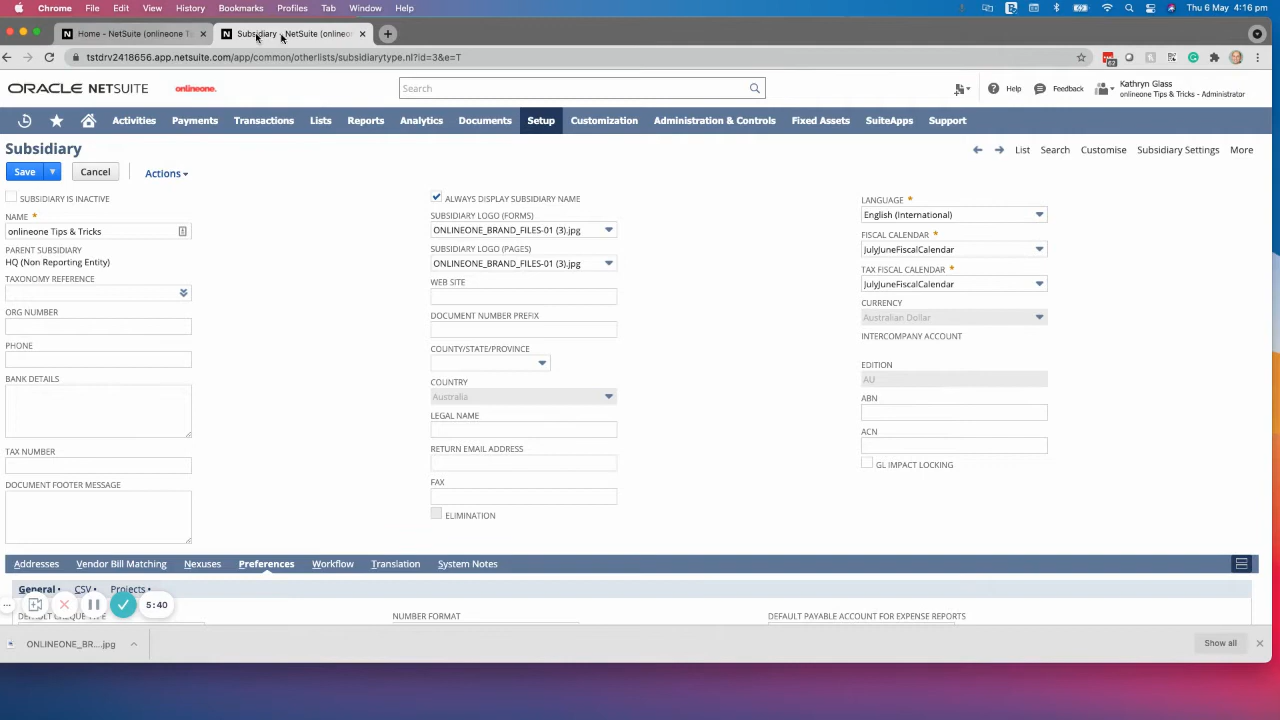 Chrome File Edit View History Bookmarks Profiles Tab Window Help Thu 6 May 4:16 pm
N Home - NetSuite (onlineone Ti N Subsidiary - NetSuite (onlineon
tstdrv2418656.app.netsuite.com/app/common/otherlists/subsidiarytype.nl?id=3&e=T
ORACLE NETSUITE onlineone. Search Help Feedback Kathryn Glass
onlineone Tips & Tricks - Administrator
Activities Payments Transactions Lists Reports Analytics Documents Setup Customization Administration & Controls Fixed Assets SuiteApps Support
Subsidiary List Search Customise Subsidiary Settings More
Save Cancel Actions
SUBSIDIARY IS INACTIVE
NAME *
onlineone Tips & Tricks
PARENT SUBSIDIARY
HQ (Non Reporting Entity)
TAXONOMY REFERENCE
ORG NUMBER
PHONE
BANK DETAILS
TAX NUMBER
DOCUMENT FOOTER MESSAGE
ALWAYS DISPLAY SUBSIDIARY NAME
SUBSIDIARY LOGO (FORMS)
ONLINEONE_BRAND_FILES-01 (3).jpg
SUBSIDIARY LOGO (PAGES)
ONLINEONE_BRAND_FILES-01 (3).jpg
WEB SITE
DOCUMENT NUMBER PREFIX
COUNTY/STATE/PROVINCE
COUNTRY
Australia
LEGAL NAME
RETURN EMAIL ADDRESS
FAX
ELIMINATION
LANGUAGE *
English (International)
FISCAL CALENDAR *
JulyJuneFiscalCalendar
TAX FISCAL CALENDAR *
JulyJuneFiscalCalendar
CURRENCY
Australian Dollar
INTERCOMPANY ACCOUNT
EDITION
AU
ABN
ACN
GL IMPACT LOCKING
Addresses Vendor Bill Matching Nexuses Preferences Workflow Translation System Notes
General • CSV • Projects •
5:40
NUMBER FORMAT DEFAULT PAYABLE ACCOUNT FOR EXPENSE REPORTS
ONLINEONE_BR....jpg Show all